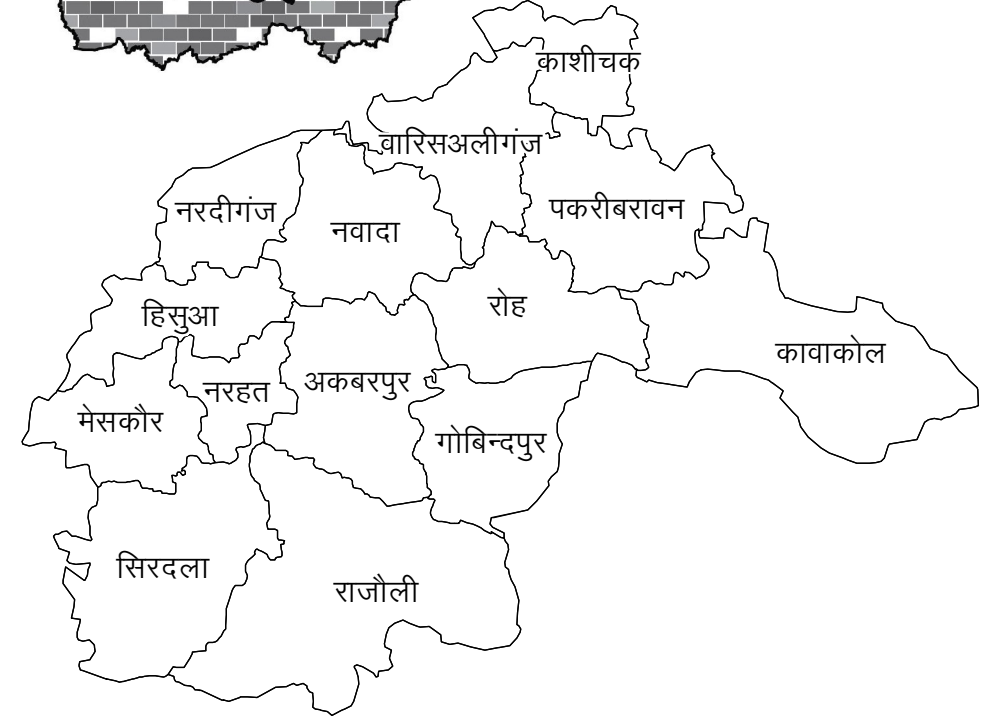 काशीचक
वारिसअलीगंज
नरदीगंज
नवादा
पकरीबरावन
हिसुआ
रोह
कावाकोल
मेसकौर
नरहत
अकबरपुर
गोबिन्दपुर
सिरदला
राजौली